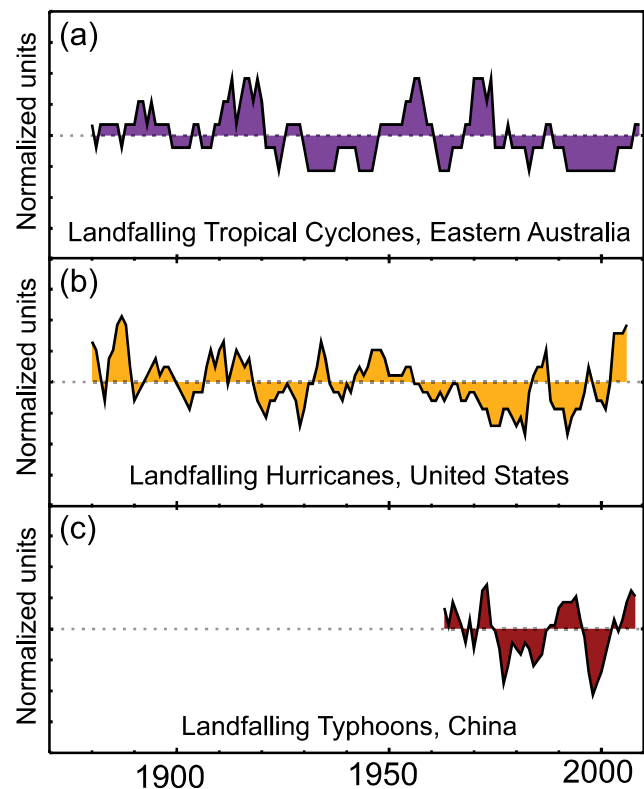 (a)
Normalized units
Landfalling Tropical Cyclones, Eastern Australia
(b)
Normalized units
Landfalling Hurricanes, United States
(c)
Normalized units
Landfalling Typhoons, China
1900 1950 2000